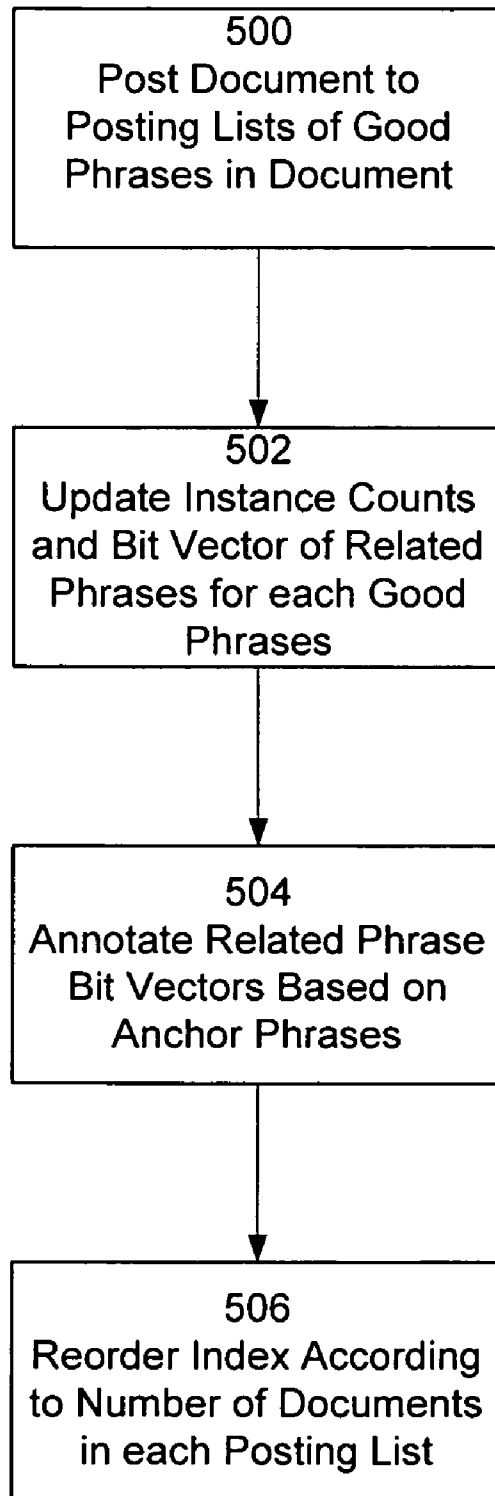 500
Post Document to
Posting Lists of Good
Phrases in Document
502
Update Instance Counts
and Bit Vector of Related
Phrases for each Good
Phrases
504
Annotate Related Phrase
Bit Vectors Based on
Anchor Phrases
506
Reorder Index According
to Number of Documents
in each Posting List